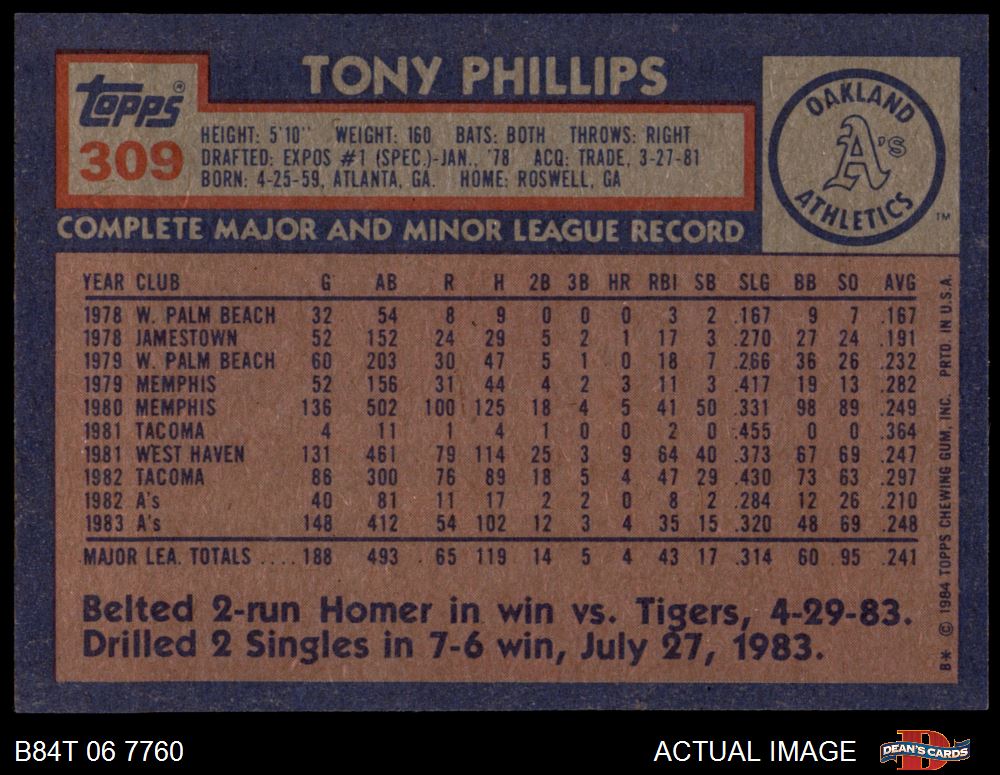 TONY PHILLIPS
Topps®
309
HEIGHT: 5'10" WEIGHT: 160 BATS: BOTH THROWS: RIGHT
DRAFTED: EXPOS #1 (SPEC.)-JAN., '78 ACQ: TRADE, 3-27-81
BORN: 4-25-59, ATLANTA, GA. HOME: ROSWELL, GA
OAKLAND
A's
ATHLETICS
TM
COMPLETE MAJOR AND MINOR LEAGUE RECORD
YEAR CLUB G AB R H 2B 3B HR RBI SB SLG BB SO AVG
1978 W. PALM BEACH 32 54 8 9 0 0 0 3 2 .167 9 7 .167
1978 JAMESTOWN 52 152 24 29 5 2 1 17 3 .270 27 24 .191
1979 W. PALM BEACH 60 203 30 47 5 1 0 18 7 .266 36 26 .232
1979 MEMPHIS 52 156 31 44 4 2 3 11 3 .417 19 13 .282
1980 MEMPHIS 136 502 100 125 18 4 5 41 50 .331 98 89 .249
1981 TACOMA 4 11 1 4 1 0 0 2 0 .455 0 0 .364
1981 WEST HAVEN 131 461 79 114 25 3 9 64 40 .373 67 69 .247
1982 TACOMA 86 300 76 89 18 5 4 47 29 .430 73 63 .297
1982 A's 40 81 11 17 2 2 0 8 2 .284 12 26 .210
1983 A's 148 412 54 102 12 3 4 35 15 .320 48 69 .248
MAJOR LEA. TOTALS .... 188 493 65 119 14 5 4 43 17 .314 60 95 .241
Belted 2-run Homer in win vs. Tigers, 4-29-83.
Drilled 2 Singles in 7-6 win, July 27, 1983.
B* © 1984 TOPPS CHEWING GUM, INC. PRTD. IN U.S.A.
B84T 06 7760 ACTUAL IMAGE
D
DEAN'S CARDS